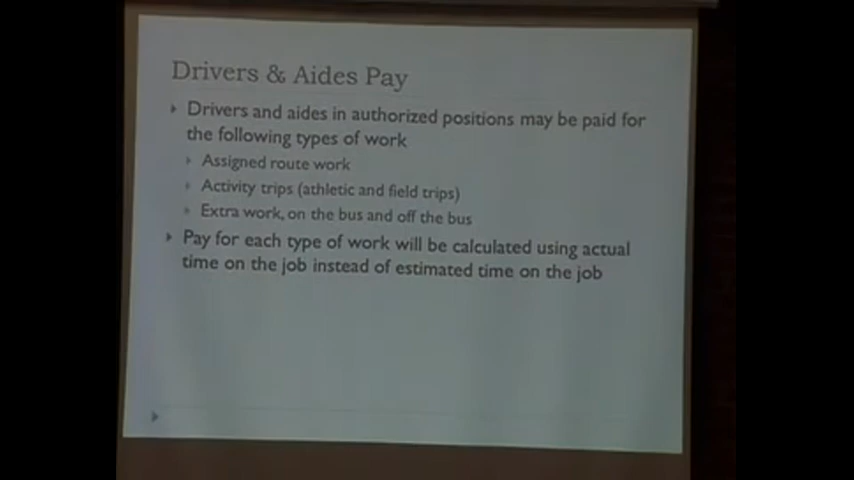 Drivers & Aides Pay
Drivers and aides in authorized positions may be paid for
the following types of work
Assigned route work
Activity trips (athletic and field trips)
Extra work, on the bus and off the bus
Pay for each type of work will be calculated using actual
time on the job instead of estimated time on the job